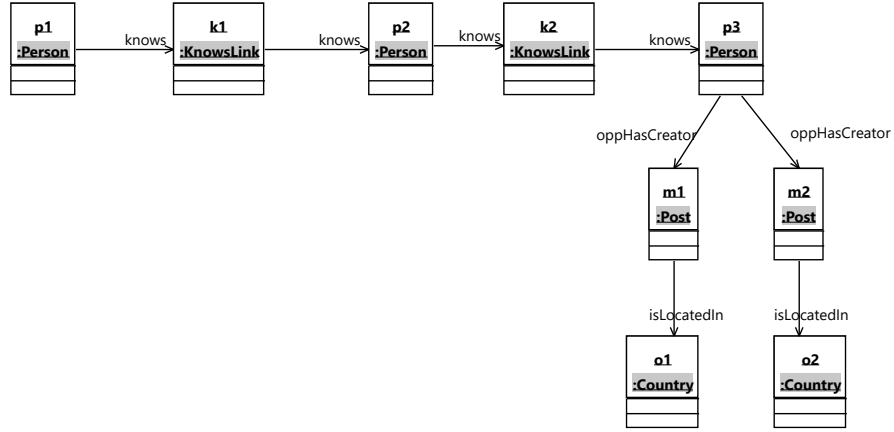 p1
:Person
knows
k1
:KnowsLink
knows
p2
:Person
knows
k2
:KnowsLink
knows
p3
:Person
oppHasCreator
oppHasCreator
m1
:Post
m2
:Post
isLocatedIn
isLocatedIn
o1
:Country
o2
:Country